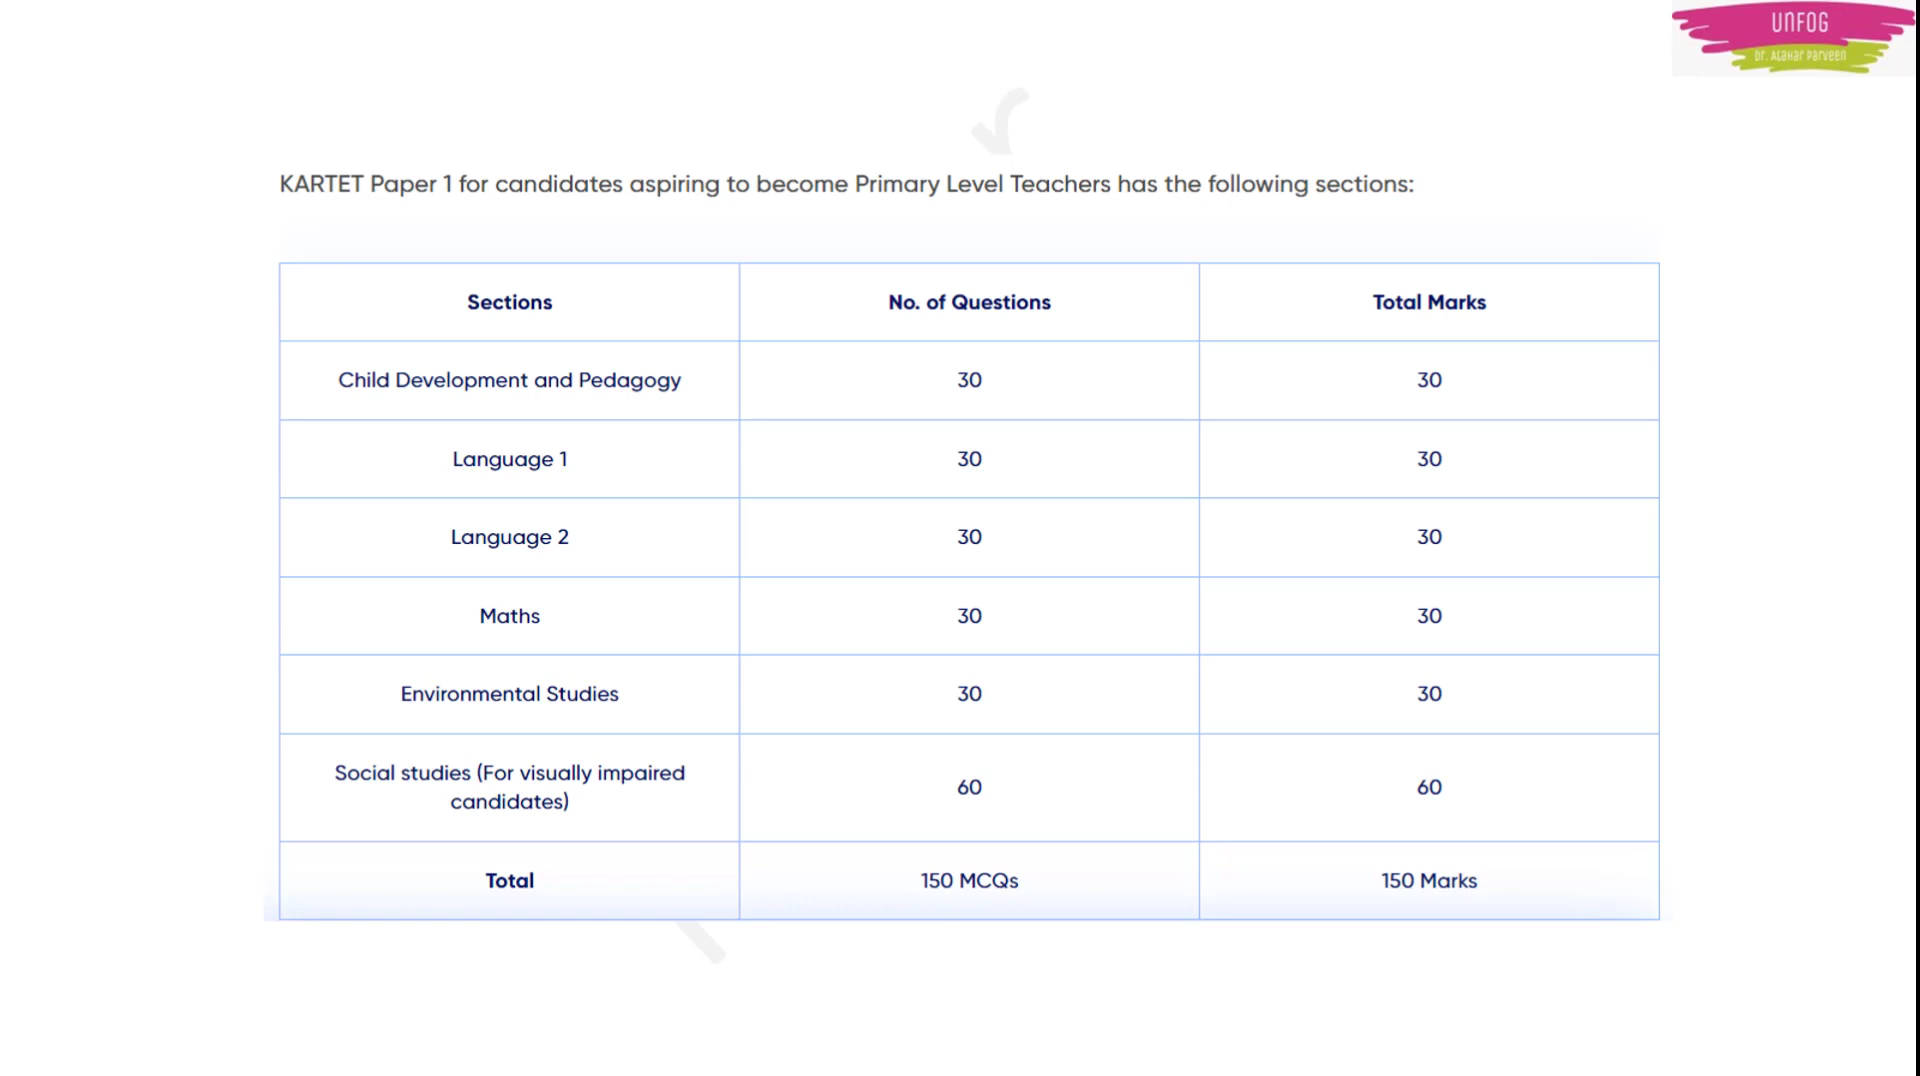 UNFOG
Dr. Atahar Parveen
KARTET Paper 1 for candidates aspiring to become Primary Level Teachers has the following sections:
Sections No. of Questions Total Marks
Child Development and Pedagogy 30 30
Language 1 30 30
Language 2 30 30
Maths 30 30
Environmental Studies 30 30
Social studies (For visually impaired
candidates) 60 60
Total 150 MCQs 150 Marks